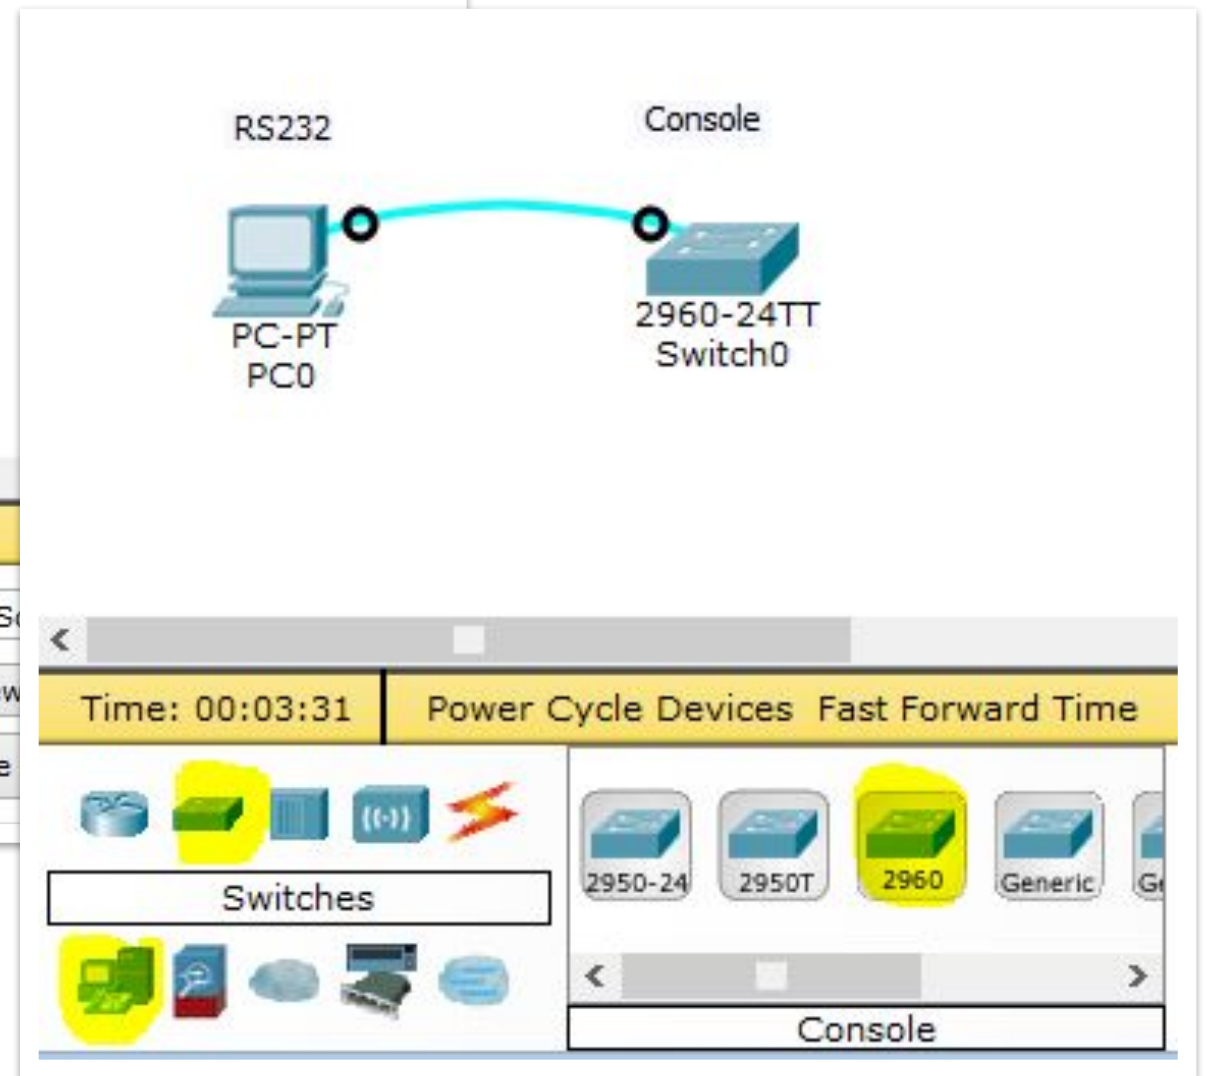 RS232
Console
PC-PT
PC0
2960-24TT
Switch0
Time: 00:03:31
Power Cycle Devices Fast Forward Time
2950-24
2950T
2960
Generic
Switches
Console